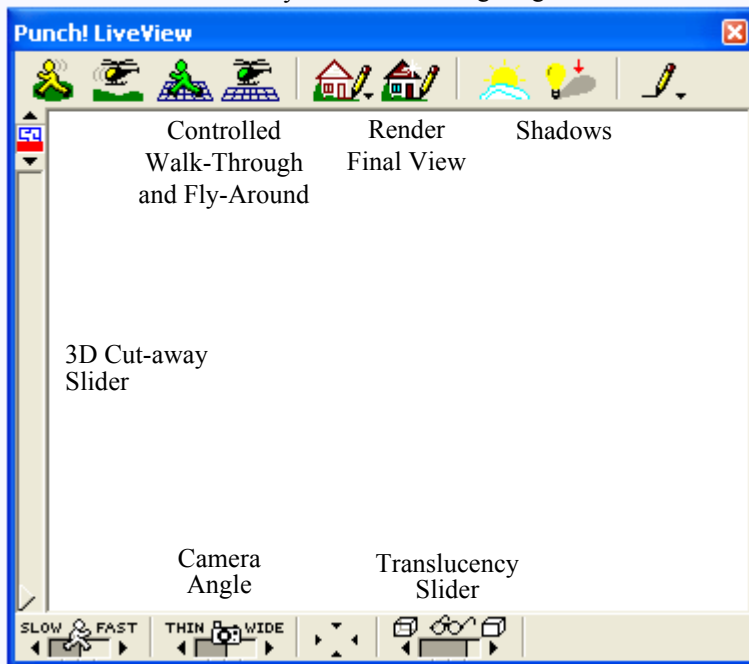 Punch! LiveView
Controlled
Walk-Through
and Fly-Around
Render
Final View
Shadows
3D Cut-away
Slider
Camera
Angle
Translucency
Slider
SLOW FAST
THIN WIDE